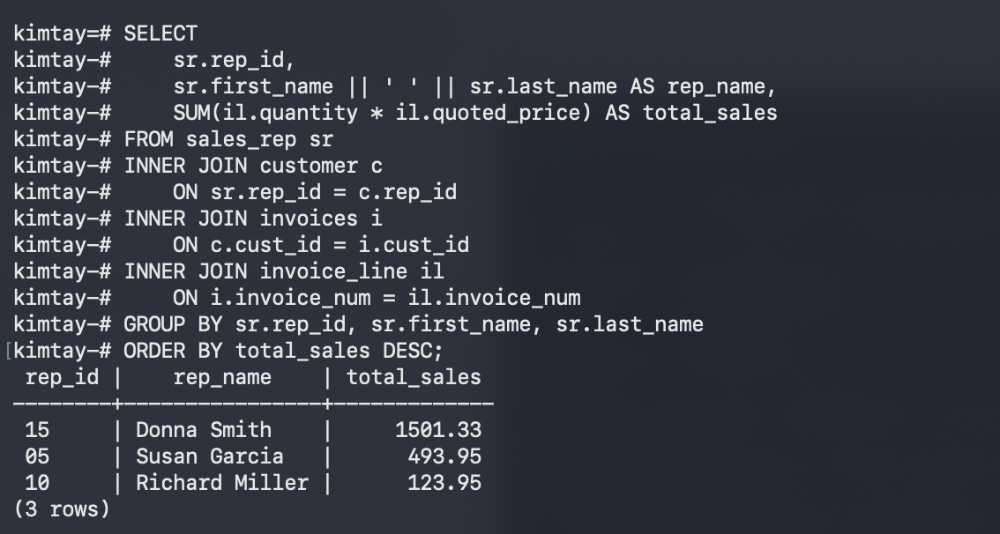 kimtay=# SELECT
kimtay-#     sr.rep_id,
kimtay-#     sr.first_name || ' ' || sr.last_name AS rep_name,
kimtay-#     SUM(il.quantity * il.quoted_price) AS total_sales
kimtay-# FROM sales_rep sr
kimtay-# INNER JOIN customer c
kimtay-#     ON sr.rep_id = c.rep_id
kimtay-# INNER JOIN invoices i
kimtay-#     ON c.cust_id = i.cust_id
kimtay-# INNER JOIN invoice_line il
kimtay-#     ON i.invoice_num = il.invoice_num
kimtay-# GROUP BY sr.rep_id, sr.first_name, sr.last_name
[kimtay-# ORDER BY total_sales DESC;
 rep_id |    rep_name    | total_sales
--------+----------------+-------------
 15     | Donna Smith    |     1501.33
 05     | Susan Garcia   |      493.95
 10     | Richard Miller |      123.95
(3 rows)